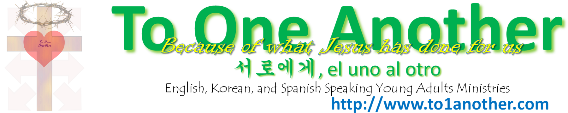 To One Another
Because of what Jesus has done for us
서로에게, el uno al otro
English, Korean, and Spanish Speaking Young Adults Ministries
http://www.to1another.com